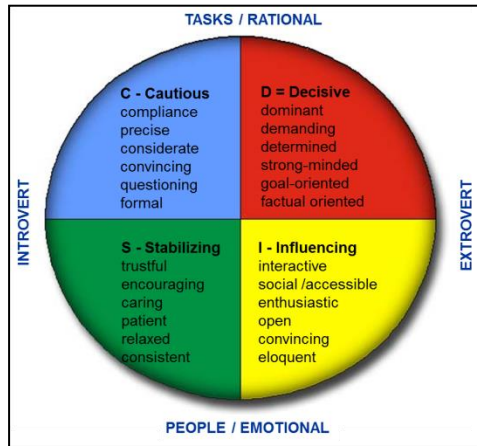 TASKS / RATIONAL
C - Cautious
compliance
precise
considerate
convincing
questioning
formal
D = Decisive
dominant
demanding
determined
strong-minded
goal-oriented
factual oriented
INTROVERT
EXTROVERT
S - Stabilizing
trustful
encouraging
caring
patient
relaxed
consistent
I - Influencing
interactive
social /accessible
enthusiastic
open
convincing
eloquent
PEOPLE / EMOTIONAL